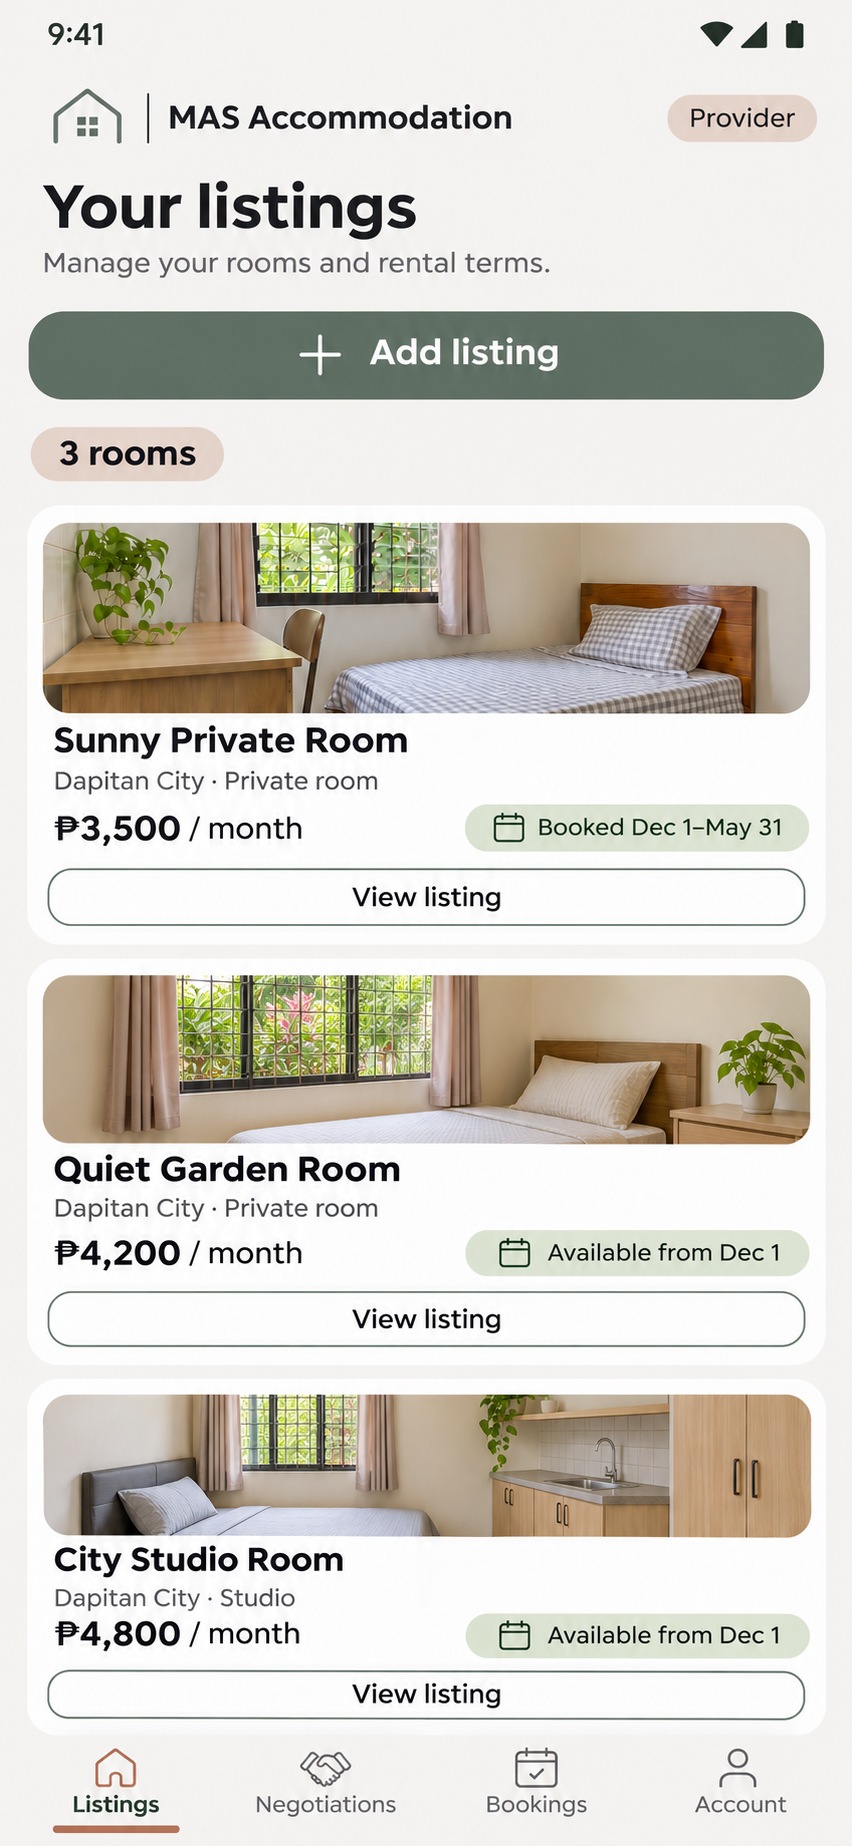 9:41
MAS Accommodation
Provider
Your listings
Manage your rooms and rental terms.
Add listing
3 rooms
Sunny Private Room
Dapitan City · Private room
₱3,500 / month
Booked Dec 1–May 31
View listing
Quiet Garden Room
Dapitan City · Private room
₱4,200 / month
Available from Dec 1
View listing
City Studio Room
Dapitan City · Studio
₱4,800 / month
Available from Dec 1
View listing
Listings
Negotiations
Bookings
Account